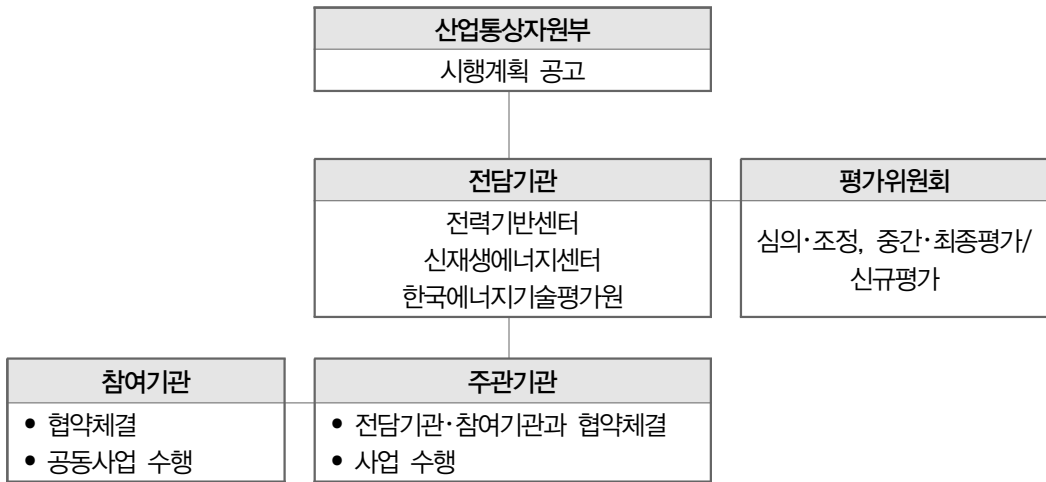 산업통상자원부
시행계획 공고
전담기관
전력기반센터
신재생에너지센터
한국에너지기술평가원
평가위원회
심의·조정, 중간·최종평가/
신규평가
참여기관
• 협약체결
• 공동사업 수행
주관기관
• 전담기관·참여기관과 협약체결
• 사업 수행